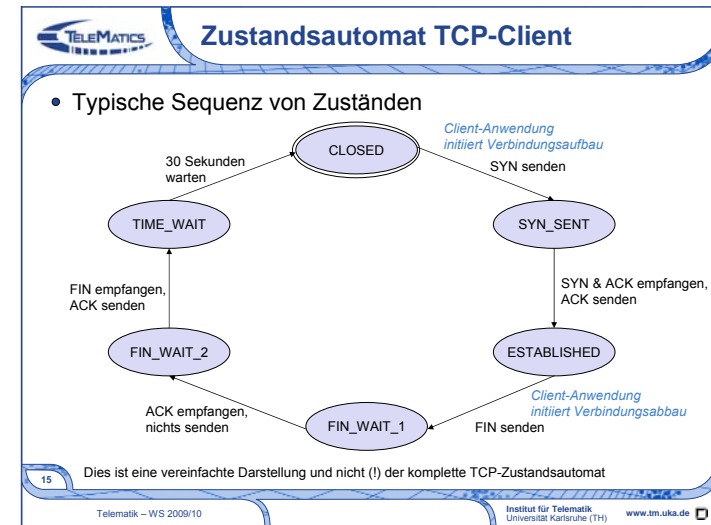 TELEMATICS
Zustandsautomat TCP-Client
• Typische Sequenz von Zuständen
Client-Anwendung
initiiert Verbindungsaufbau
CLOSED
30 Sekunden
warten
SYN senden
TIME_WAIT
SYN_SENT
FIN empfangen,
ACK senden
SYN & ACK empfangen,
ACK senden
FIN_WAIT_2
ESTABLISHED
Client-Anwendung
initiiert Verbindungsabbau
ACK empfangen,
nichts senden
FIN_WAIT_1
FIN senden
Dies ist eine vereinfachte Darstellung und nicht (!) der komplette TCP-Zustandsautomat
15
Telematik – WS 2009/10
Institut für Telematik
Universität Karlsruhe (TH)
www.tm.uka.de